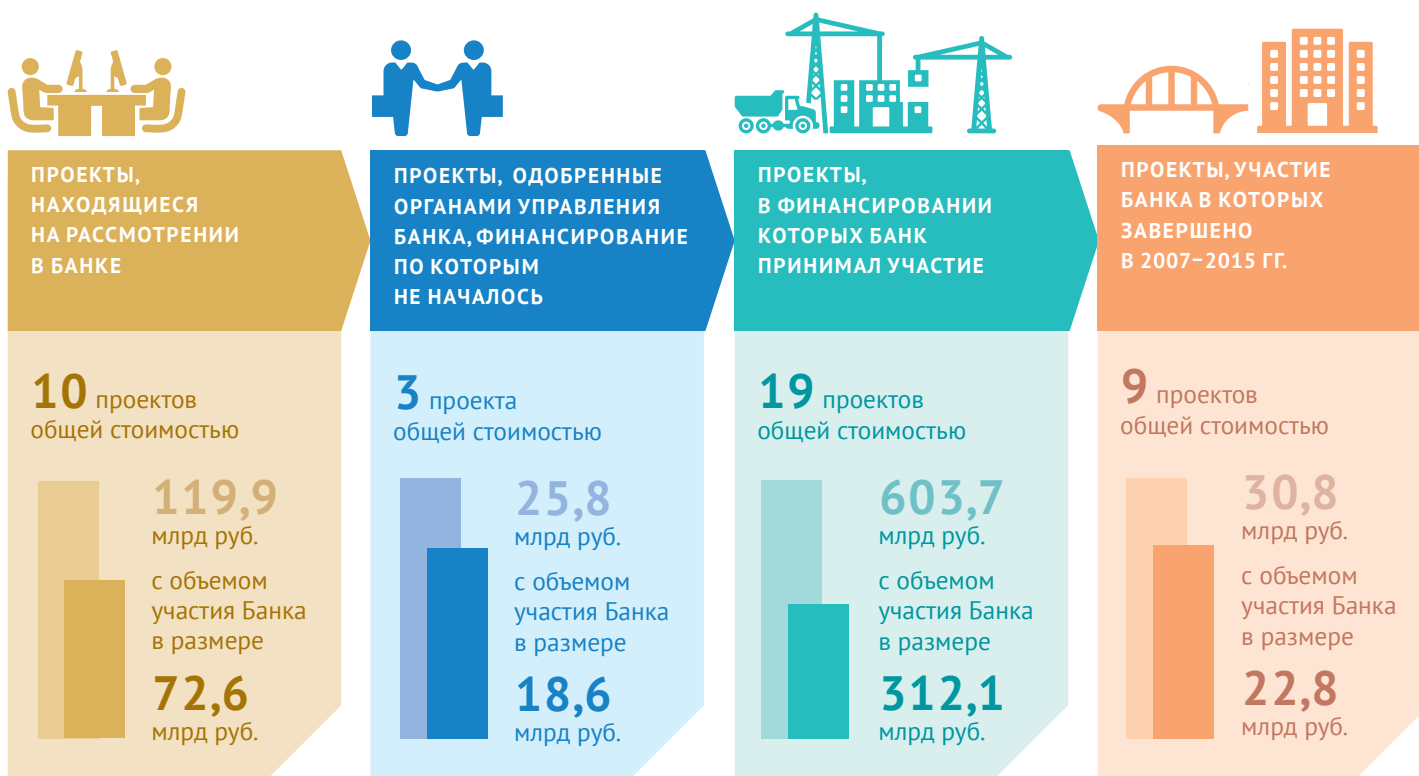 ПРОЕКТЫ,
НАХОДЯЩИЕСЯ
НА РАССМОТРЕНИИ
В БАНКЕ
10 проектов
общей стоимостью
119,9
млрд руб.
с объемом
участия Банка
в размере
72,6
млрд руб.
ПРОЕКТЫ, ОДОБРЕННЫЕ
ОРГАНАМИ УПРАВЛЕНИЯ
БАНКА, ФИНАНСИРОВАНИЕ
ПО КОТОРЫМ
НЕ НАЧАЛОСЬ
3 проекта
общей стоимостью
25,8
млрд руб.
с объемом
участия Банка
в размере
18,6
млрд руб.
ПРОЕКТЫ,
В ФИНАНСИРОВАНИИ
КОТОРЫХ БАНК
ПРИНИМАЛ УЧАСТИЕ
19 проектов
общей стоимостью
603,7
млрд руб.
с объемом
участия Банка
в размере
312,1
млрд руб.
ПРОЕКТЫ, УЧАСТИЕ
БАНКА В КОТОРЫХ
ЗАВЕРШЕНО
В 2007–2015 ГГ.
9 проектов
общей стоимостью
30,8
млрд руб.
с объемом
участия Банка
в размере
22,8
млрд руб.